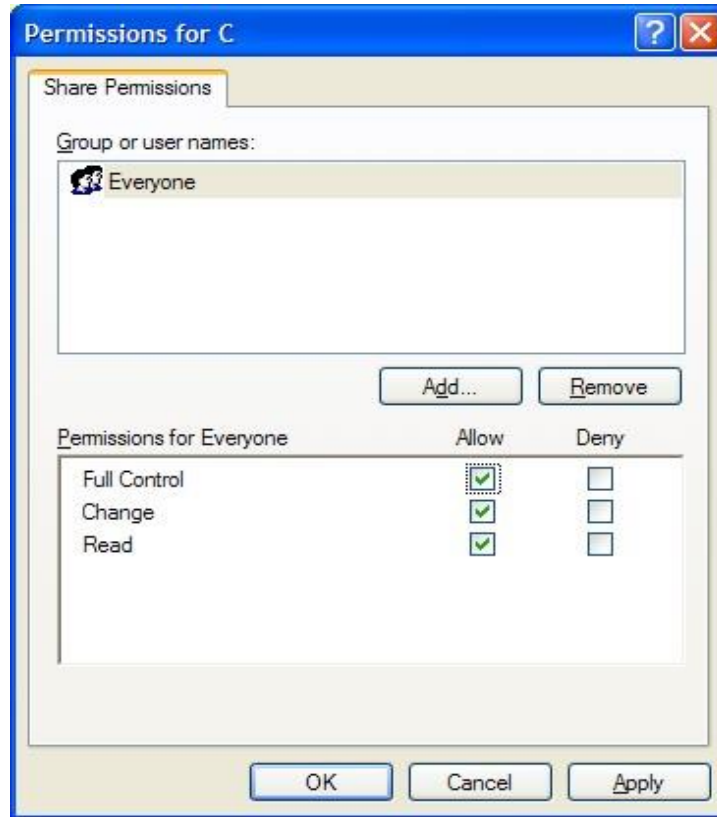 Permissions for C
Share Permissions
Group or user names:
Everyone
Add... Remove
Permissions for Everyone Allow Deny
Full Control
Change
Read
OK Cancel Apply